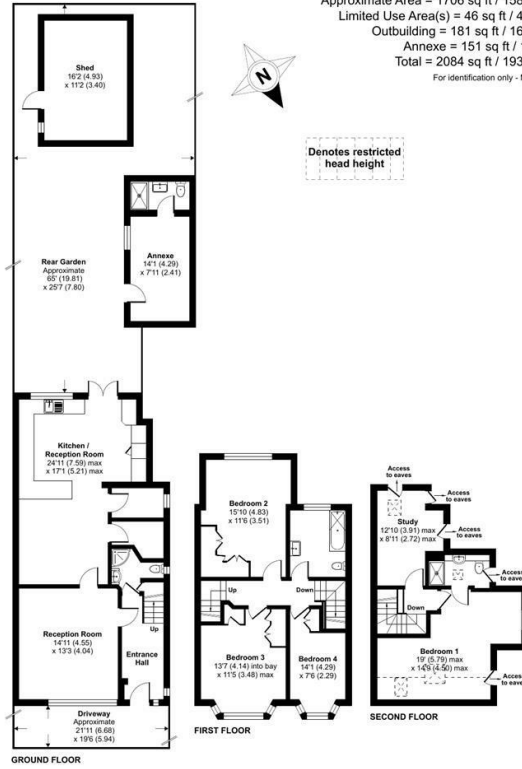 Approximate Area = 1706 sq ft / 158
Limited Use Area(s) = 46 sq ft / 4
Outbuilding = 181 sq ft / 16
Annexe = 151 sq ft / 1
Total = 2084 sq ft / 193
For identification only - N
Shed
16'2 (4.93)
x 11'2 (3.40)
N
Denotes restricted
head height
Annexe
14'1 (4.29)
x 7'11 (2.41)
Rear Garden
Approximate
65' (19.81)
x 25'7 (7.80)
Kitchen /
Reception Room
24'11 (7.59) max
x 17'1 (5.21) max
Reception Room
14'11 (4.55)
x 13'3 (4.04)
Up
Entrance
Hall
Driveway
Approximate
21'11 (6.68)
x 19'6 (5.94)
GROUND FLOOR
Bedroom 2
15'10 (4.83)
x 11'6 (3.51)
Up
Down
Bedroom 3
13'7 (4.14) into bay
x 11'5 (3.48) max
Bedroom 4
14'1 (4.29)
x 7'6 (2.29)
FIRST FLOOR
Access
to eaves
Access
to eaves
Study
12'10 (3.91) max
x 8'11 (2.72) max
Access
to eaves
Access
to eaves
Down
Bedroom 1
19' (5.79) max
x 14'9 (4.50) max
Access
to eaves
SECOND FLOOR